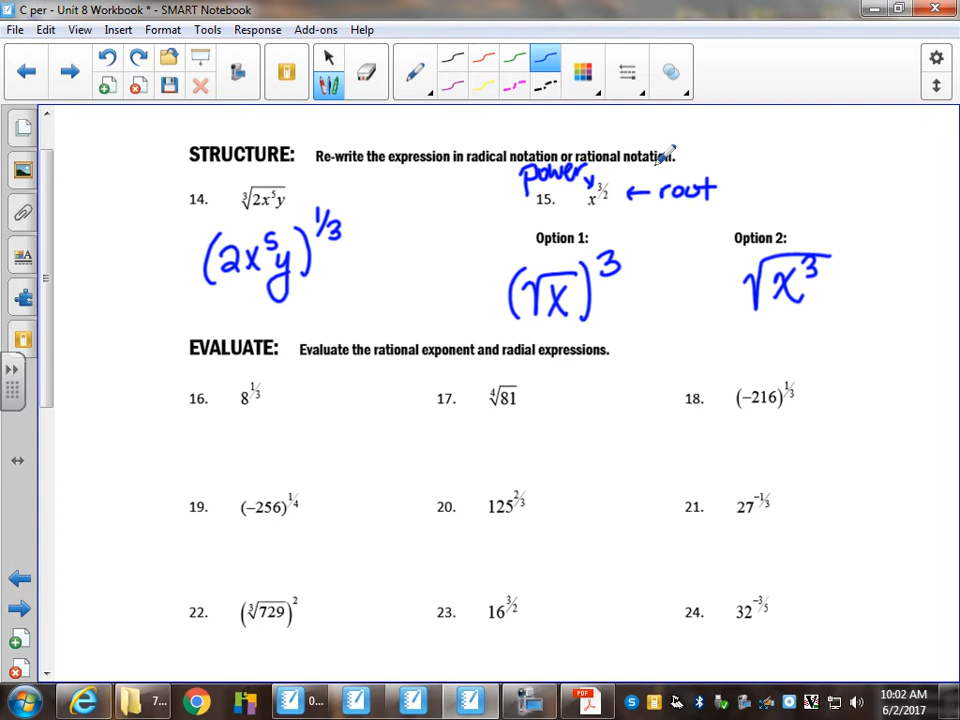 C per - Unit 8 Workbook * - SMART Notebook
File Edit View Insert Format Tools Response Add-ons Help
STRUCTURE: Re-write the expression in radical notation or rational notation.
power
14. ∛(2x⁵y) 15. x^(3/2) ← root
(2x⁵y)^(1/3)
Option 1: Option 2:
(√x)³ √x³
EVALUATE: Evaluate the rational exponent and radial expressions.
16. 8^(1/3) 17. ∜81 18. (−216)^(1/3)
19. (−256)^(1/4) 20. 125^(2/3) 21. 27^(−1/3)
22. (∛729)² 23. 16^(3/2) 24. 32^(−3/5)
7... 0... PDF 10:02 AM
6/2/2017